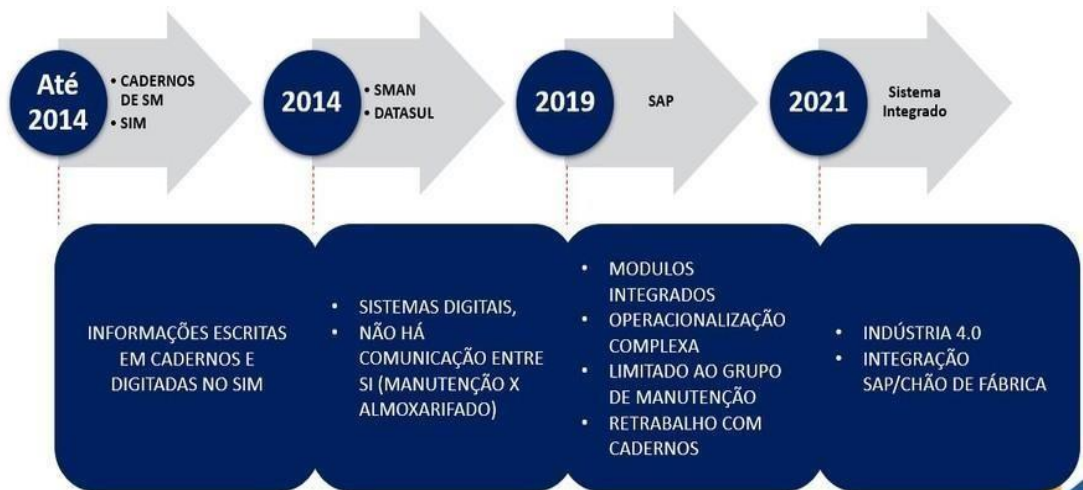 Até
2014
• CADERNOS
DE SM
• SIM
2014
• SMAN
• DATASUL
2019
SAP
2021
Sistema
Integrado
INFORMAÇÕES ESCRITAS
EM CADERNOS E
DIGITADAS NO SIM
• SISTEMAS DIGITAIS,
• NÃO HÁ
COMUNICAÇÃO ENTRE
SI (MANUTENÇÃO X
ALMOXARIFADO)
• MODULOS
INTEGRADOS
• OPERACIONALIZAÇÃO
COMPLEXA
• LIMITADO AO GRUPO
DE MANUTENÇÃO
• RETRABALHO COM
CADERNOS
• INDÚSTRIA 4.0
• INTEGRAÇÃO
SAP/CHÃO DE FÁBRICA